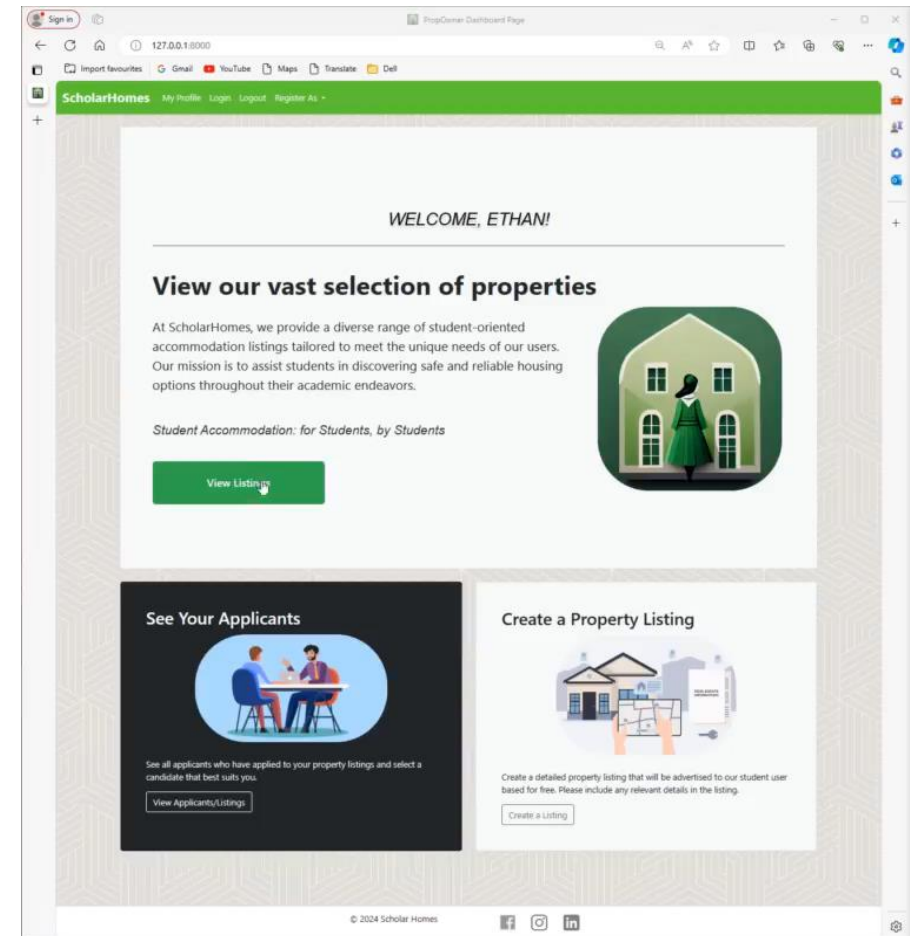 Sign in
PropOwner Dashboard Page
127.0.0.1:8000
Import favourites Gmail YouTube Maps Translate Dell
ScholarHomes My Profile Login Logout Register As
WELCOME, ETHAN!
View our vast selection of properties
At ScholarHomes, we provide a diverse range of student-oriented
accommodation listings tailored to meet the unique needs of our users.
Our mission is to assist students in discovering safe and reliable housing
options throughout their academic endeavors.
Student Accommodation: for Students, by Students
View Listings
See Your Applicants
See all applicants who have applied to your property listings and select a
candidate that best suits you.
View Applicants/Listings
Create a Property Listing
Create a detailed property listing that will be advertised to our student user
based for free. Please include any relevant details in the listing.
Create a Listing
© 2024 Scholar Homes